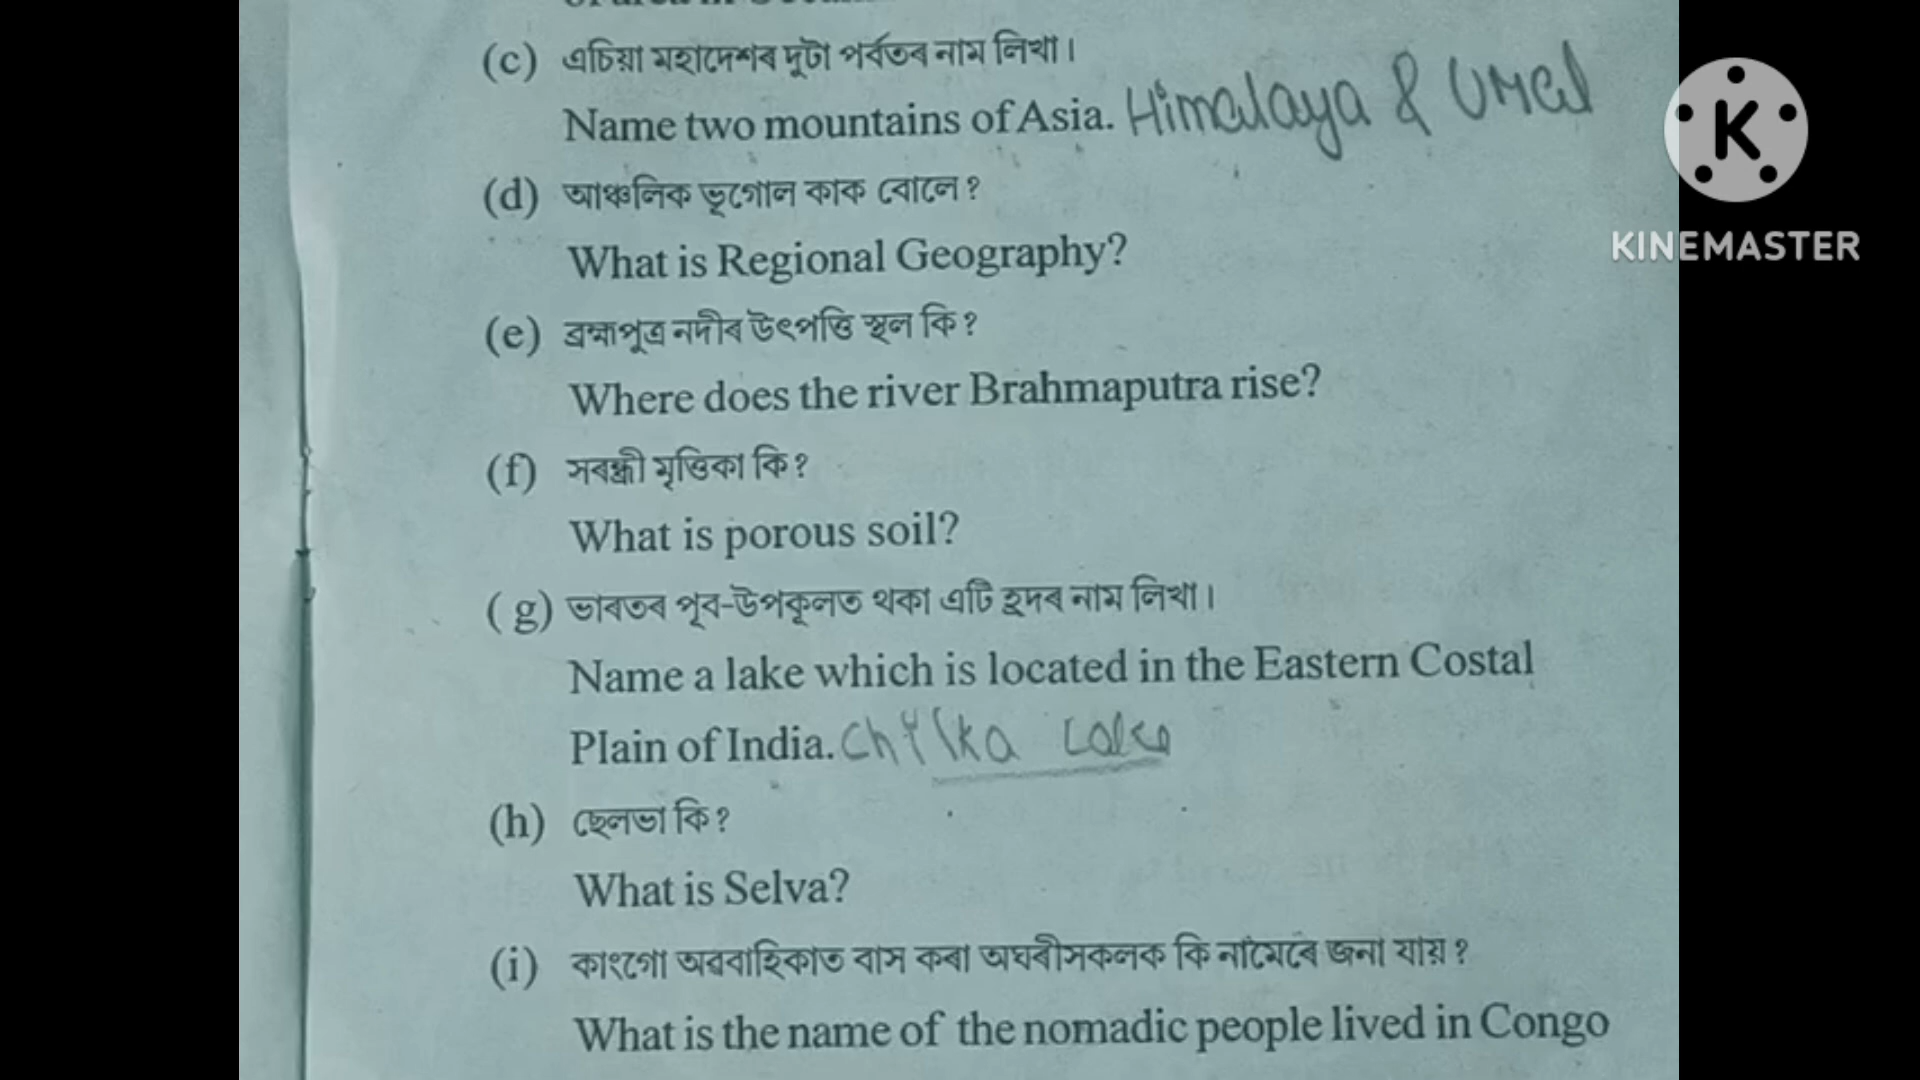 (c) এচিয়া মহাদেশৰ দুটা পৰ্বতৰ নাম লিখা।
Name two mountains of Asia. Himalaya & Ural
(d) আঞ্চলিক ভূগোল কাক বোলে?
What is Regional Geography?
(e) ব্ৰহ্মপুত্ৰ নদীৰ উৎপত্তি স্থল কি?
Where does the river Brahmaputra rise?
(f) সৰন্ধ্ৰী মৃত্তিকা কি?
What is porous soil?
(g) ভাৰতৰ পূব-উপকূলত থকা এটি হ্ৰদৰ নাম লিখা।
Name a lake which is located in the Eastern Costal
Plain of India. Chilka Lake
(h) ছেলভা কি?
What is Selva?
(i) কাংগো অৱবাহিকাত বাস কৰা অঘৰীসকলক কি নামেৰে জনা যায়?
What is the name of the nomadic people lived in Congo
K
KINEMASTER